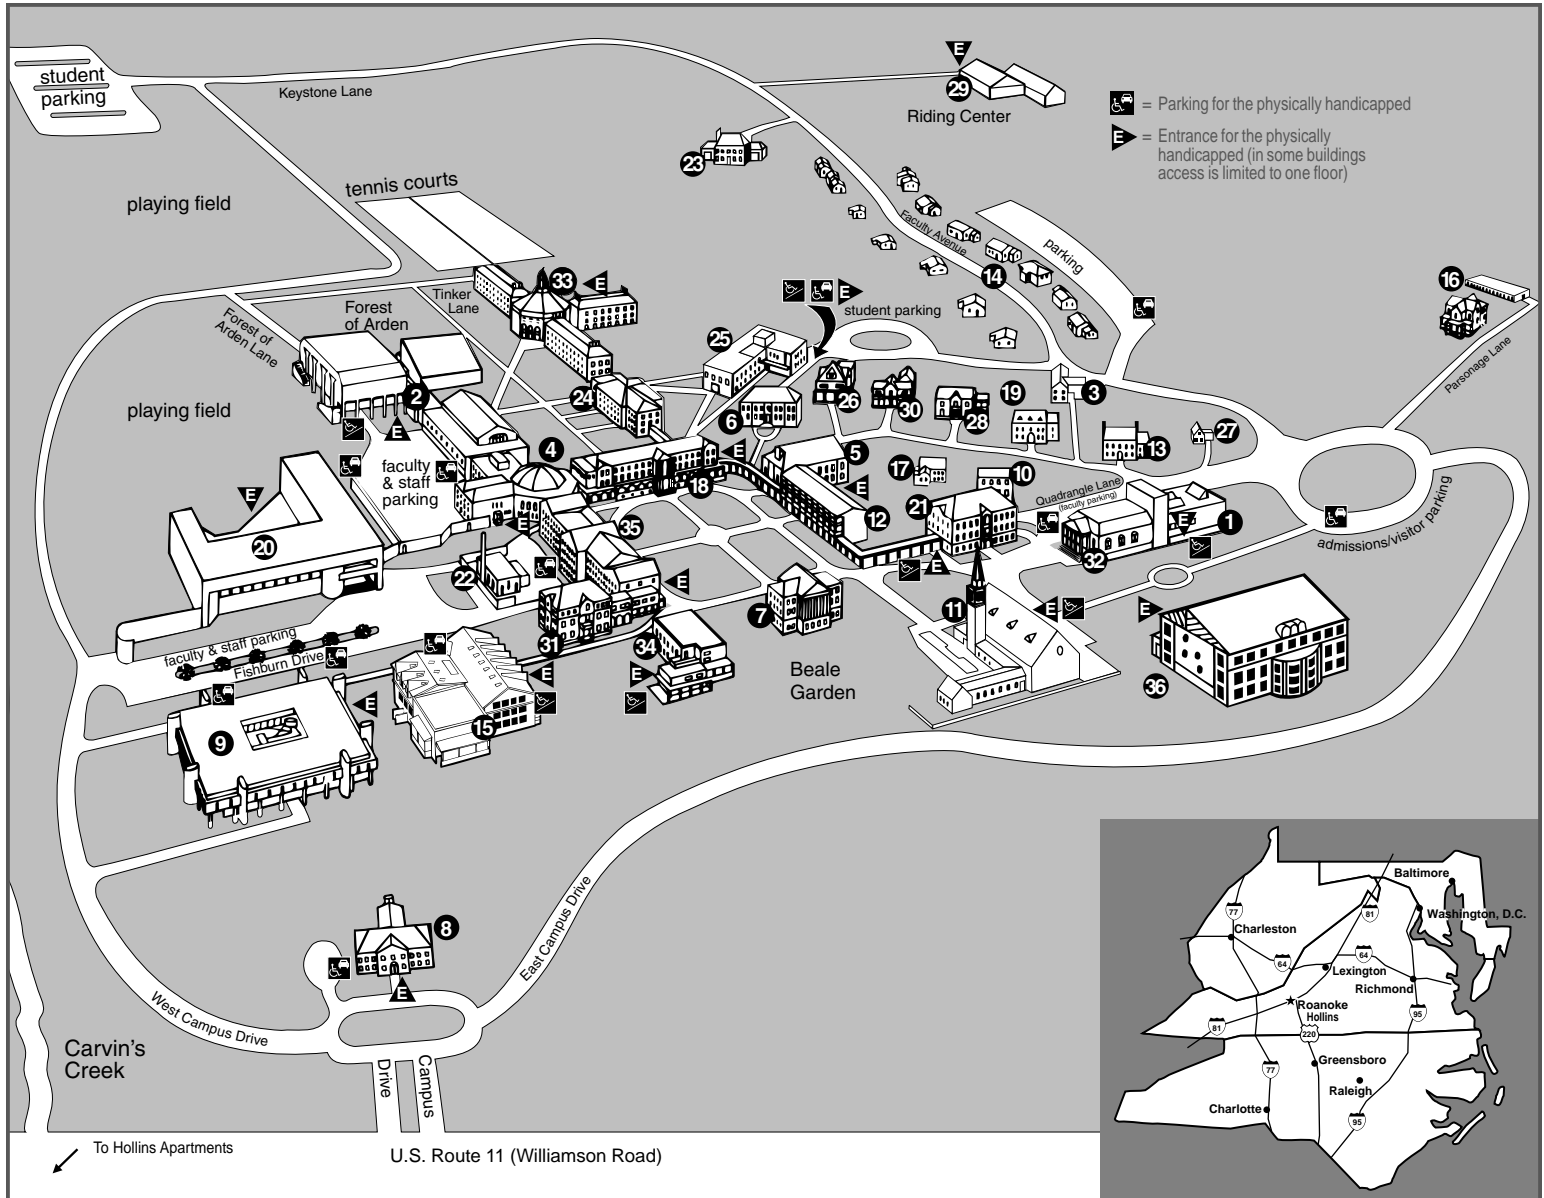 student
parking
Keystone Lane
E
29
Riding Center
= Parking for the physically handicapped
E = Entrance for the physically
handicapped (in some buildings
access is limited to one floor)
23
playing field
tennis courts
Faculty Avenue
parking
14
16
33
E
Tinker
Lane
Forest
of Arden
Forest of
Arden Lane
E
student parking
25
Parsonage Lane
playing field
2
E
24
6
26
30
28
19
3
13
27
4
faculty
& staff
parking
E
18
5
E
12
17
10
21
Quadrangle Lane
(faculty parking)
E
1
32
admissions/visitor parking
E
20
E
35
22
E
E
7
11
E
E
36
31
34
E
E
faculty & staff parking
Fishburn Drive
E
9
15
Beale
Garden
8
E
East Campus Drive
West Campus Drive
Carvin's
Creek
Drive
Campus
To Hollins Apartments
U.S. Route 11 (Williamson Road)
Baltimore
77
81
Washington, D.C.
Charleston
64
64
Lexington
Richmond
Roanoke
Hollins
81
220
95
Greensboro
77
Raleigh
Charlotte
95